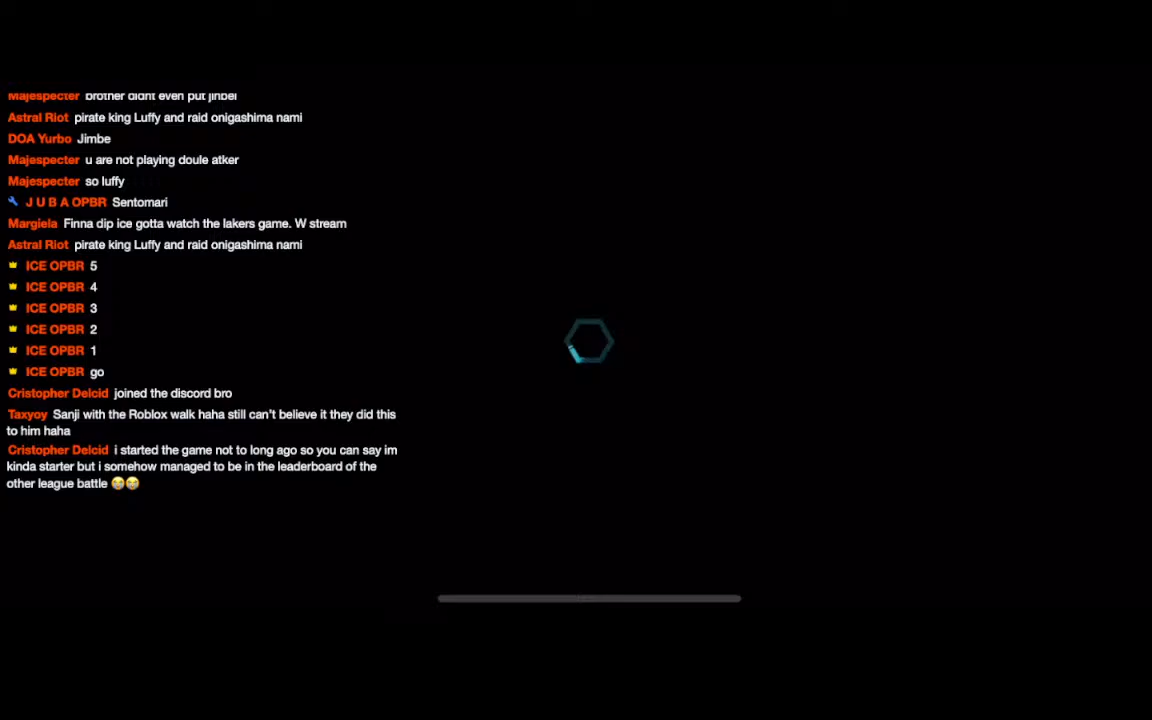 Majespecter brother didnt even put jinbei
Astral Riot pirate king Luffy and raid onigashima nami
DOA Yurbo Jimbe
Majespecter u are not playing doule atker
Majespecter so luffy
J U B A OPBR Sentomari
Margiela Finna dip ice gotta watch the lakers game. W stream
Astral Riot pirate king Luffy and raid onigashima nami
ICE OPBR 5
ICE OPBR 4
ICE OPBR 3
ICE OPBR 2
ICE OPBR 1
ICE OPBR go
Cristopher Delcid joined the discord bro
Taxyoy Sanji with the Roblox walk haha still can’t believe it they did this
to him haha
Cristopher Delcid i started the game not to long ago so you can say im
kinda starter but i somehow managed to be in the leaderboard of the
other league battle 😂😂